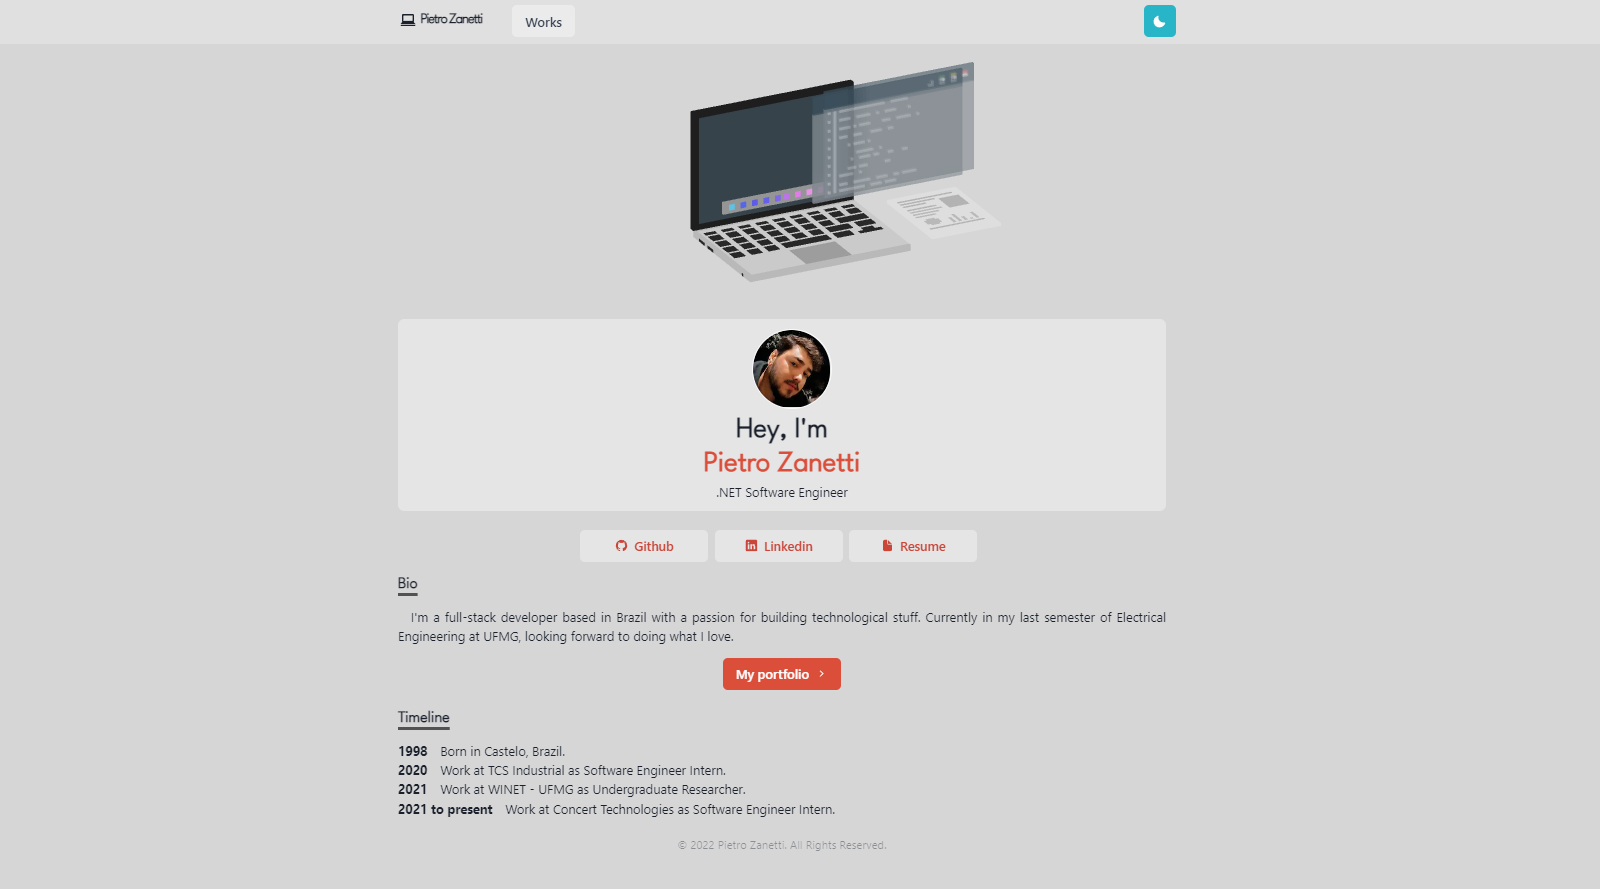 Pietro Zanetti Works
Hey, I'm
Pietro Zanetti
.NET Software Engineer
Github Linkedin Resume
Bio
I'm a full-stack developer based in Brazil with a passion for building technological stuff. Currently in my last semester of Electrical
Engineering at UFMG, looking forward to doing what I love.
My portfolio
Timeline
1998 Born in Castelo, Brazil.
2020 Work at TCS Industrial as Software Engineer Intern.
2021 Work at WINET - UFMG as Undergraduate Researcher.
2021 to present Work at Concert Technologies as Software Engineer Intern.
© 2022 Pietro Zanetti. All Rights Reserved.